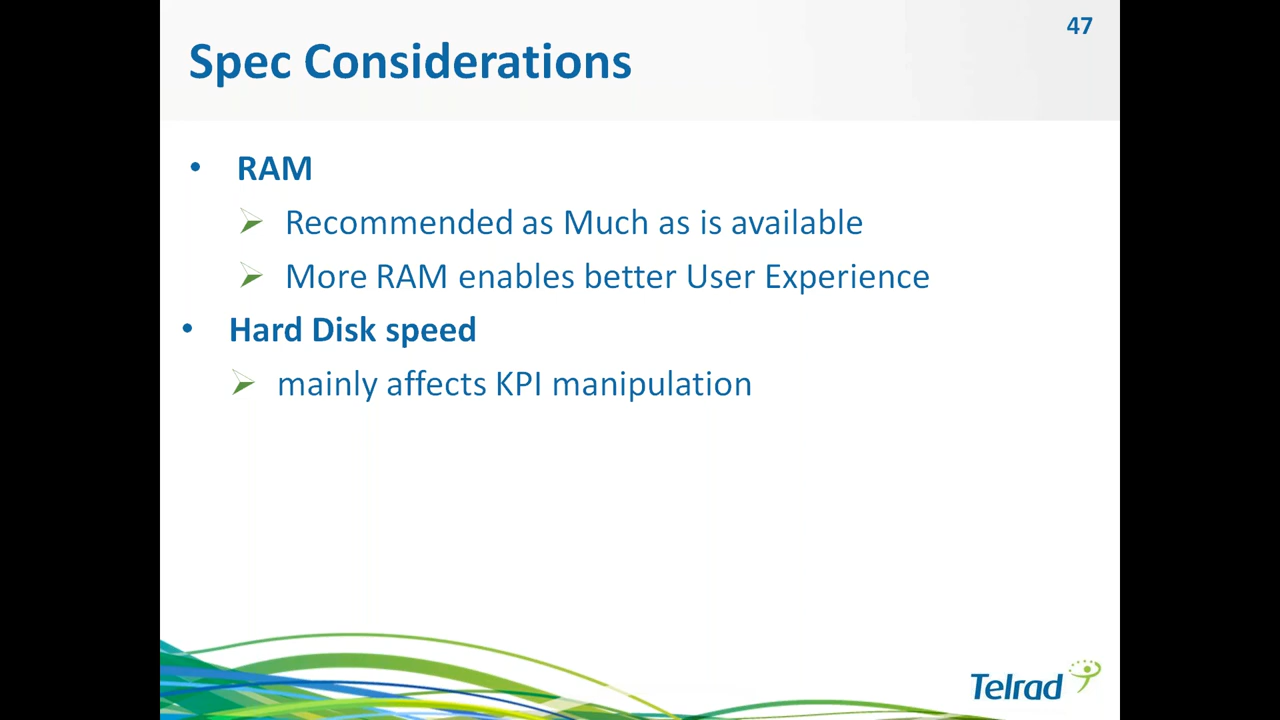 47
Spec Considerations
• RAM
➢ Recommended as Much as is available
➢ More RAM enables better User Experience
• Hard Disk speed
➢ mainly affects KPI manipulation
Telrad